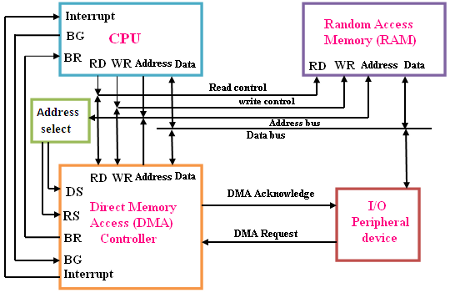 Interrupt
BG
BR
CPU
RD WR Address Data
Random Access
Memory (RAM)
RD WR Address Data
Read control
write control
Address bus
Data bus
Address
select
RD WR Address Data
DS
RS
BR
BG
Interrupt
Direct Memory
Access (DMA)
Controller
DMA Acknowledge
DMA Request
I/O
Peripheral
device